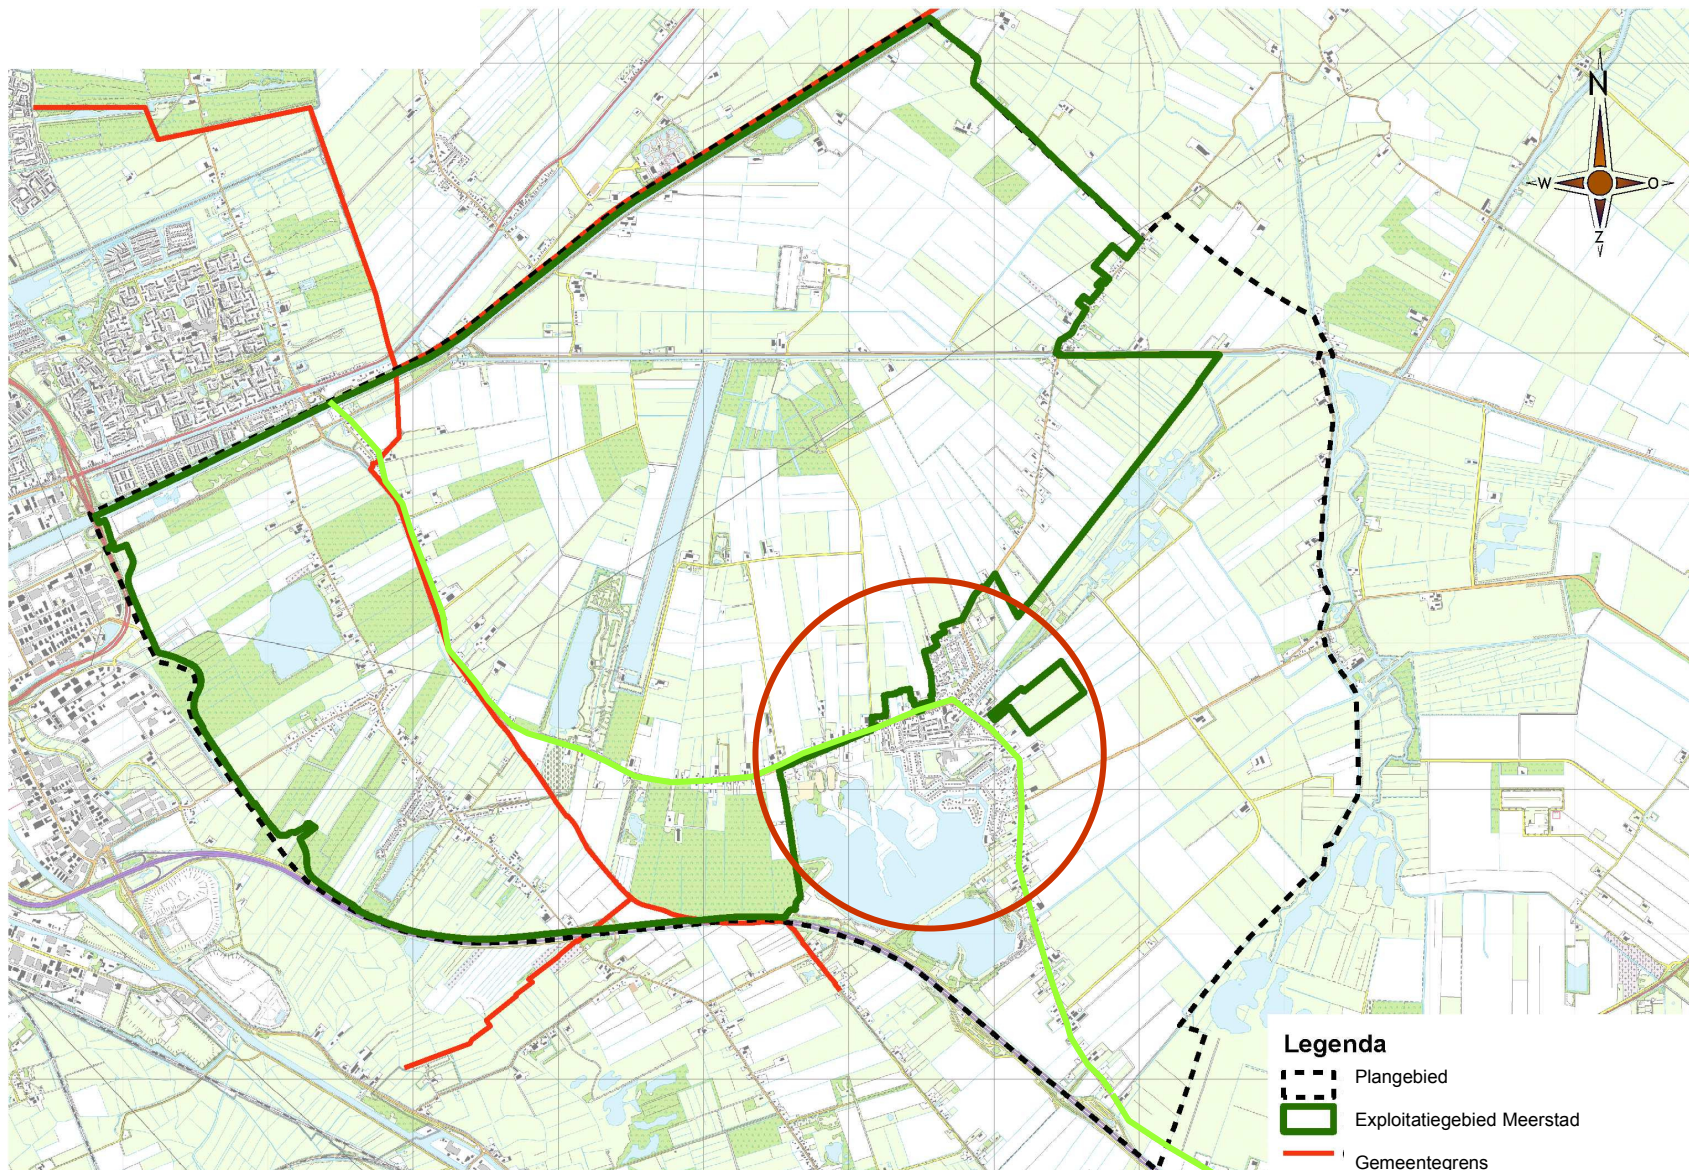 N
W
O
Z
Legenda
Plangebied
Exploitatiegebied Meerstad
Gemeentegrens